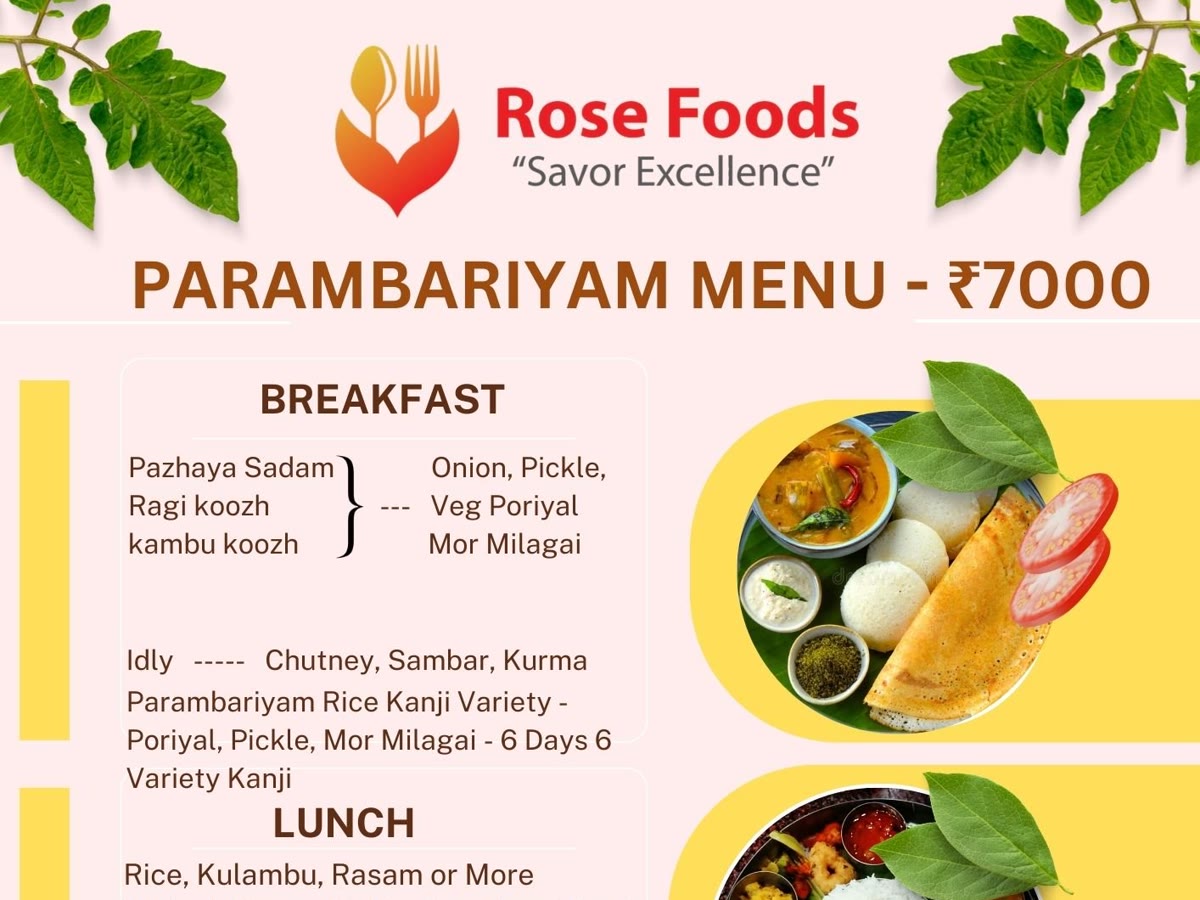 Rose Foods
“Savor Excellence”
PARAMBARIYAM MENU - ₹7000
BREAKFAST
Pazhaya Sadam } --- Onion, Pickle,
Ragi koozh Veg Poriyal
kambu koozh Mor Milagai
Idly ----- Chutney, Sambar, Kurma
Parambariyam Rice Kanji Variety -
Poriyal, Pickle, Mor Milagai - 6 Days 6
Variety Kanji
LUNCH
Rice, Kulambu, Rasam or More